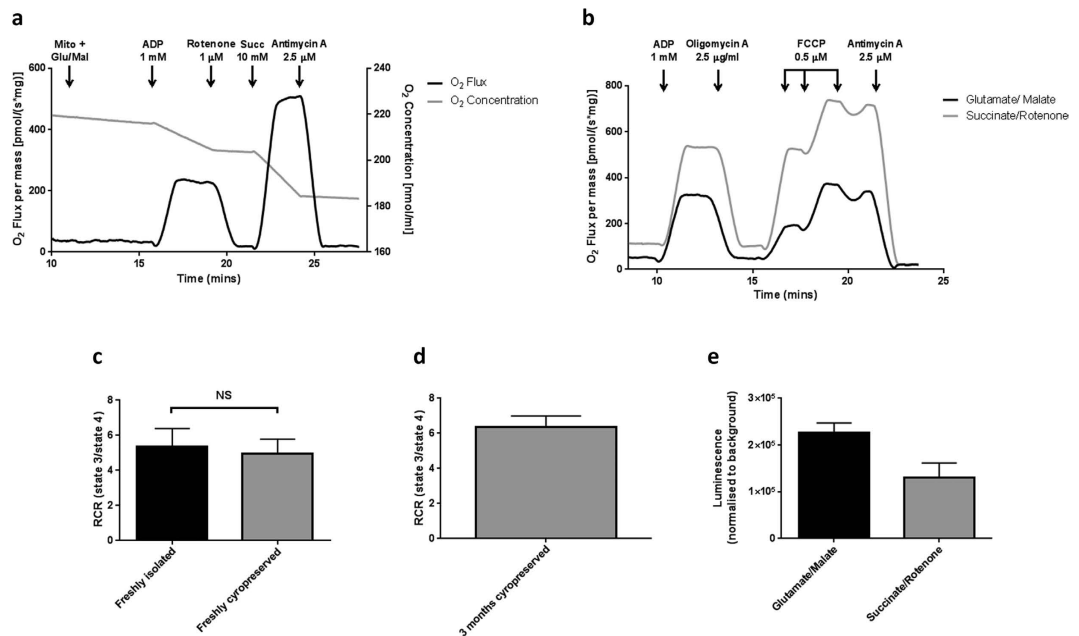 a
Mito +
Glu/Mal
ADP
1 mM
Rotenone
1 µM
Succ
10 mM
Antimycin A
2.5 µM
O₂ Flux
O₂ Concentration
O₂ Flux per mass [pmol/(s*mg)]
600
400
200
0
240
220
200
180
160
O₂ Concentration [nmol/ml]
10
15
20
25
Time (mins)
b
ADP
1 mM
Oligomycin A
2.5 µg/ml
FCCP
0.5 µM
Antimycin A
2.5 µM
Glutamate/ Malate
Succinate/Rotenone
O₂ Flux per mass [pmol/(s*mg)]
800
600
400
200
0
10
15
20
25
Time (mins)
c
NS
RCR (state 3/state 4)
8
6
4
2
0
Freshly isolated
Freshly cyropreserved
d
RCR (state 3/state 4)
8
6
4
2
0
3 months cyropreserved
e
Luminescence
(normalised to background)
3×10⁵
2×10⁵
1×10⁵
0
Glutamate/Malate
Succinate/Rotenone